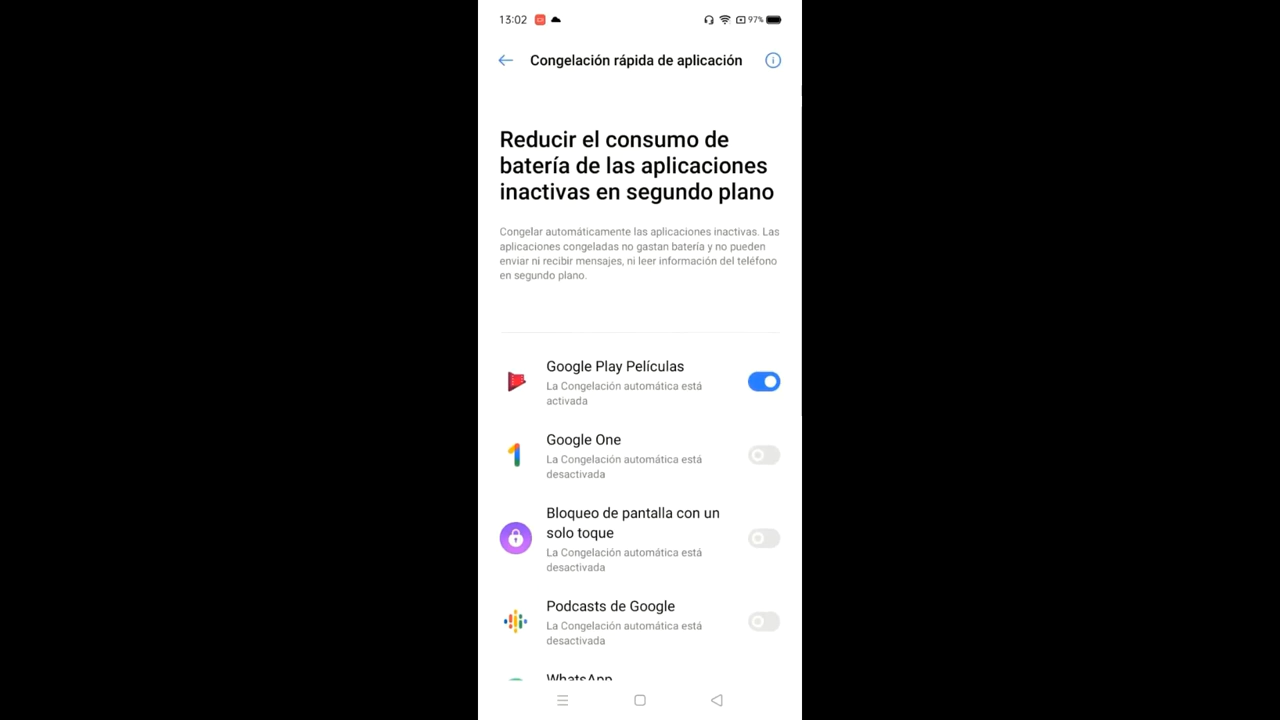 13:02 97%
Congelación rápida de aplicación
Reducir el consumo de
batería de las aplicaciones
inactivas en segundo plano
Congelar automáticamente las aplicaciones inactivas. Las
aplicaciones congeladas no gastan batería y no pueden
enviar ni recibir mensajes, ni leer información del teléfono
en segundo plano.
Google Play Películas
La Congelación automática está
activada
Google One
La Congelación automática está
desactivada
Bloqueo de pantalla con un
solo toque
La Congelación automática está
desactivada
Podcasts de Google
La Congelación automática está
desactivada
WhatsApp